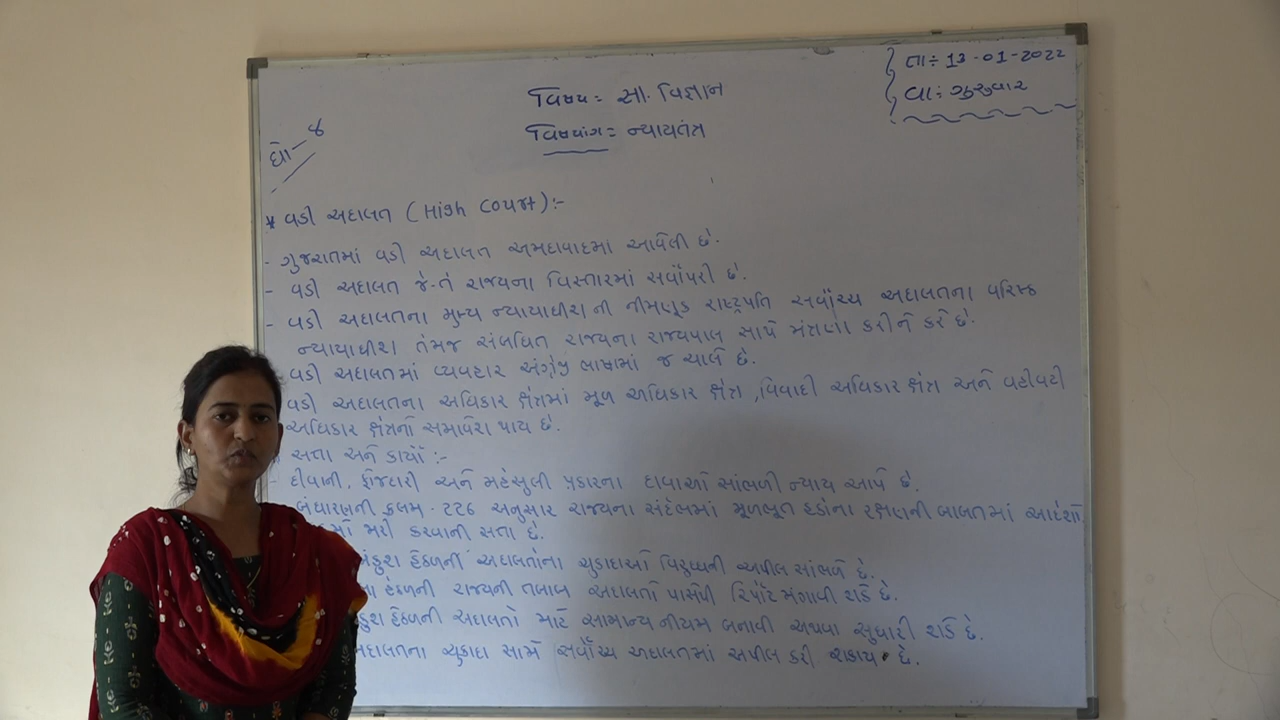 તા ÷ 13-01-2022
વા : ગુરુવાર
વિષય = સા. વિજ્ઞાન
વિષયાંગ = ન્યાયતંત્ર
ધો - ૭
* વડી અદાલત ( High Court ) :-
- ગુજરાતમાં વડી અદાલત અમદાવાદમાં આવેલી છે.
- વડી અદાલત જે-તે રાજ્યના વિસ્તારમાં સર્વોપરી છે.
- વડી અદાલતના મુખ્ય ન્યાયાધીશ ની નીમણુક રાષ્ટ્રપતિ સર્વોચ્ચ અદાલતના વરિષ્ઠ
ન્યાયાધીશ તેમજ સંબધિત રાજ્યના રાજ્યપાલ સાથે મંત્રણા કરીને કરે છે.
વડી અદાલતમાં વ્યવહાર અંગ્રેજી ભાષામાં જ ચાલે છે.
વડી અદાલતના અધિકાર ક્ષેત્રમાં મૂળ અધિકાર ક્ષેત્ર , વિવાદી અધિકાર ક્ષેત્ર અને વહીવટી
અધિકાર ક્ષેત્રનો સમાવેશ થાય છે.
સત્તા અને કાર્યો :-
- દીવાની, ફોજદારી અને મહેસુલી પ્રકારના દાવાઓ સાંભળી ન્યાય આપે છે.
બંધારણની કલમ - ૨૨૬ અનુસાર રાજ્યના સંદર્ભમાં મૂળભૂત હકોના રક્ષણની બાબતમાં આદેશો
કરવાની સત્તા છે.
હેઠળની અદાલતોના ચુકાદાઓ વિરુધ્ધની અપીલ સાંભળે છે.
હેઠળની રાજ્યની તમામ અદાલતો પાસેથી રિપોર્ટ મંગાવી શકે છે.
હેઠળની અદાલતો માટે સામાન્ય નીયમ બનાવી અથવા સુધારી શકે છે.
અદાલતના ચુકાદા સામે સર્વોચ્ચ અદાલતમાં અપીલ કરી શકાય છે.